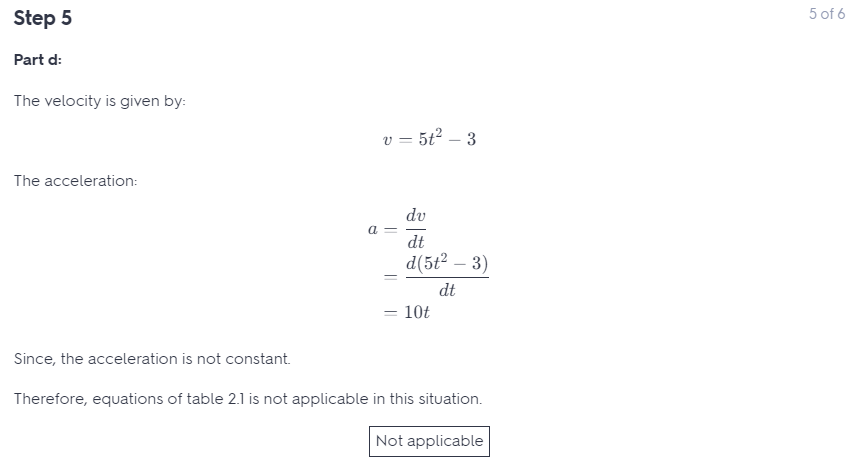 Step 5
5 of 6
Part d:
The velocity is given by:
v = 5t² − 3
The acceleration:
a = dv/dt
= d(5t² − 3)/dt
= 10t
Since, the acceleration is not constant.
Therefore, equations of table 2.1 is not applicable in this situation.
Not applicable